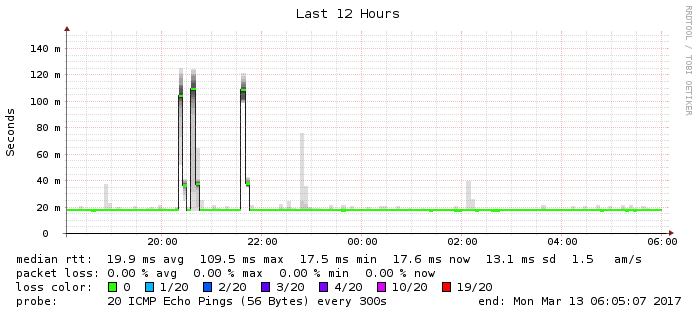 Last 12 Hours
RRDTOOL / TOBI OETIKER
Seconds
140 m
120 m
100 m
80 m
60 m
40 m
20 m
0
20:00 22:00 00:00 02:00 04:00 06:00
median rtt: 19.9 ms avg 109.5 ms max 17.5 ms min 17.6 ms now 13.1 ms sd 1.5 am/s
packet loss: 0.00 % avg 0.00 % max 0.00 % min 0.00 % now
loss color: 0 1/20 2/20 3/20 4/20 10/20 19/20
probe: 20 ICMP Echo Pings (56 Bytes) every 300s end: Mon Mar 13 06:05:07 2017